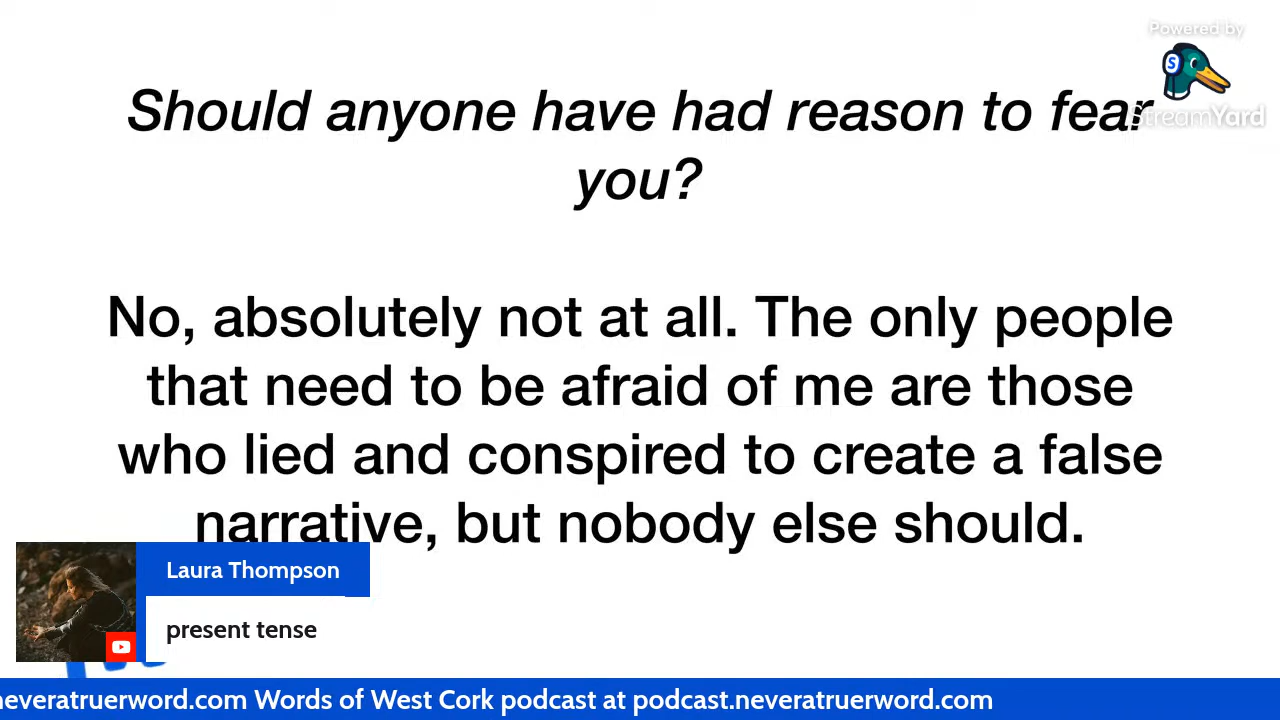 Powered by
StreamYard
Should anyone have had reason to fear
you?
No, absolutely not at all. The only people
that need to be afraid of me are those
who lied and conspired to create a false
narrative, but nobody else should.
Laura Thompson
present tense
neveratruerword.com Words of West Cork podcast at podcast.neveratruerword.com